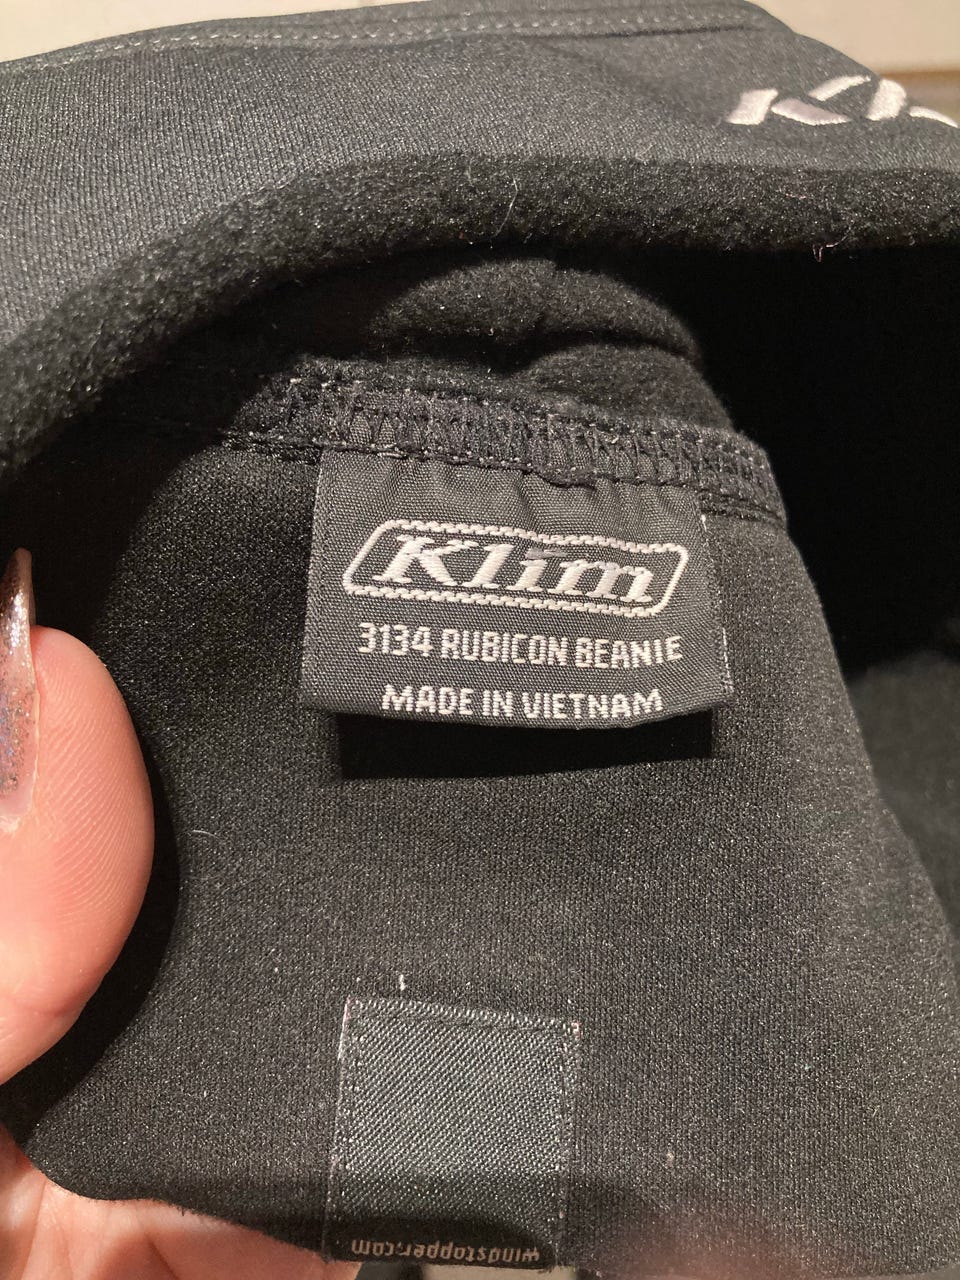 Klim
3134 RUBICON BEANIE
MADE IN VIETNAM
windstopper.com